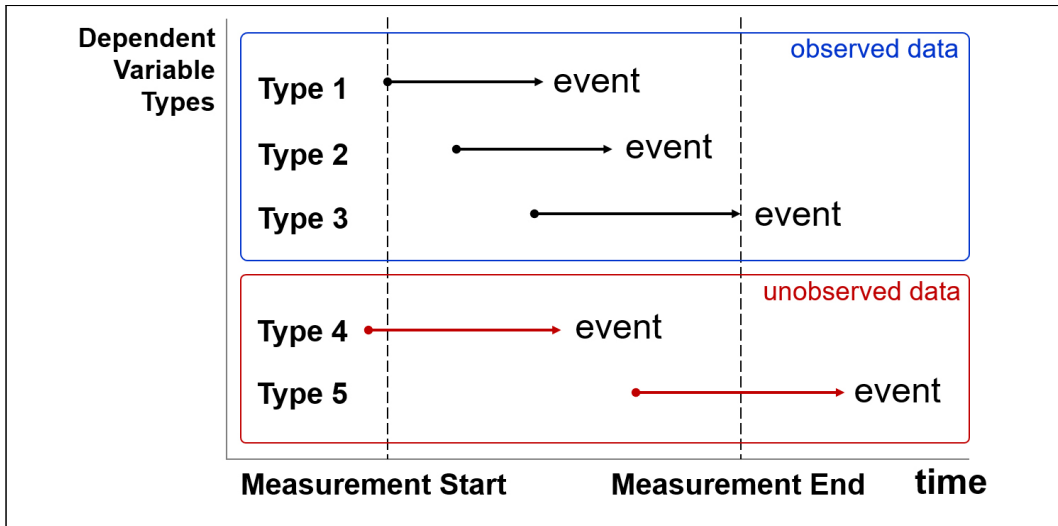 Dependent
Variable
Types
observed data
Type 1
event
Type 2
event
Type 3
event
unobserved data
Type 4
event
Type 5
event
Measurement Start
Measurement End
time